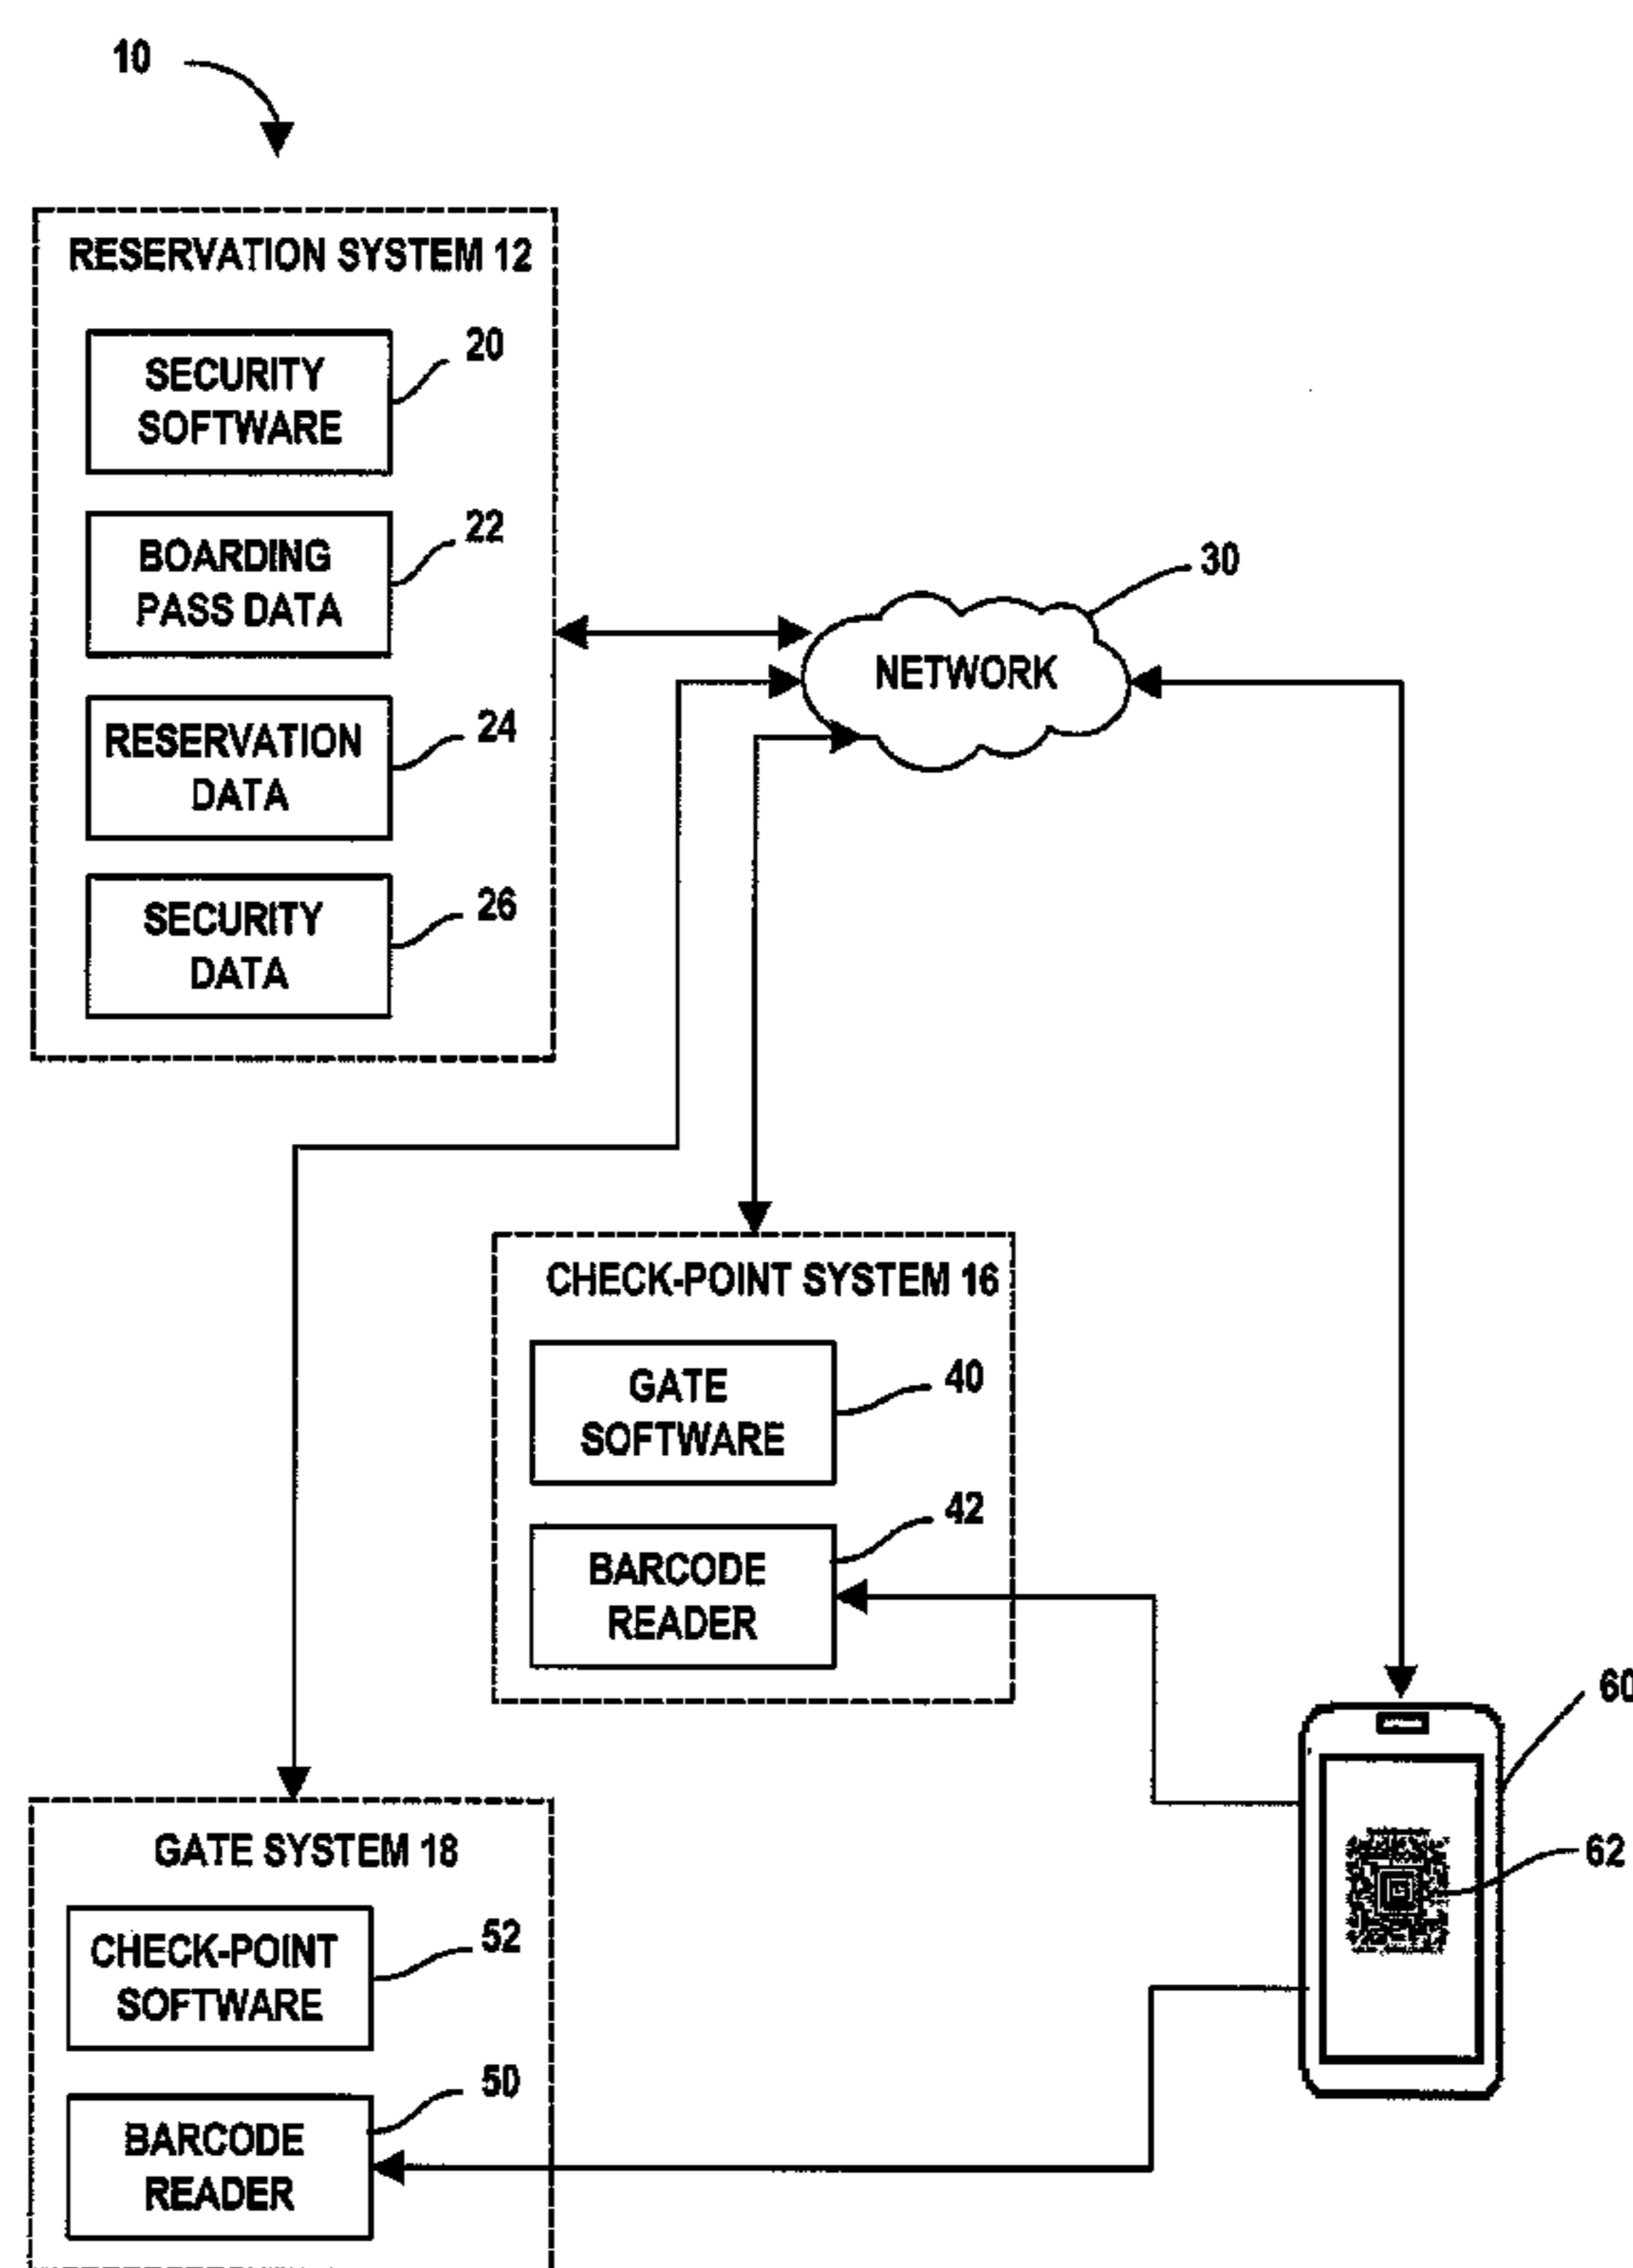 10
RESERVATION SYSTEM 12
SECURITY
SOFTWARE
20
BOARDING
PASS DATA
22
RESERVATION
DATA
24
SECURITY
DATA
26
NETWORK
30
CHECK-POINT SYSTEM 16
GATE
SOFTWARE
40
BARCODE
READER
42
60
62
GATE SYSTEM 18
CHECK-POINT
SOFTWARE
52
BARCODE
READER
50